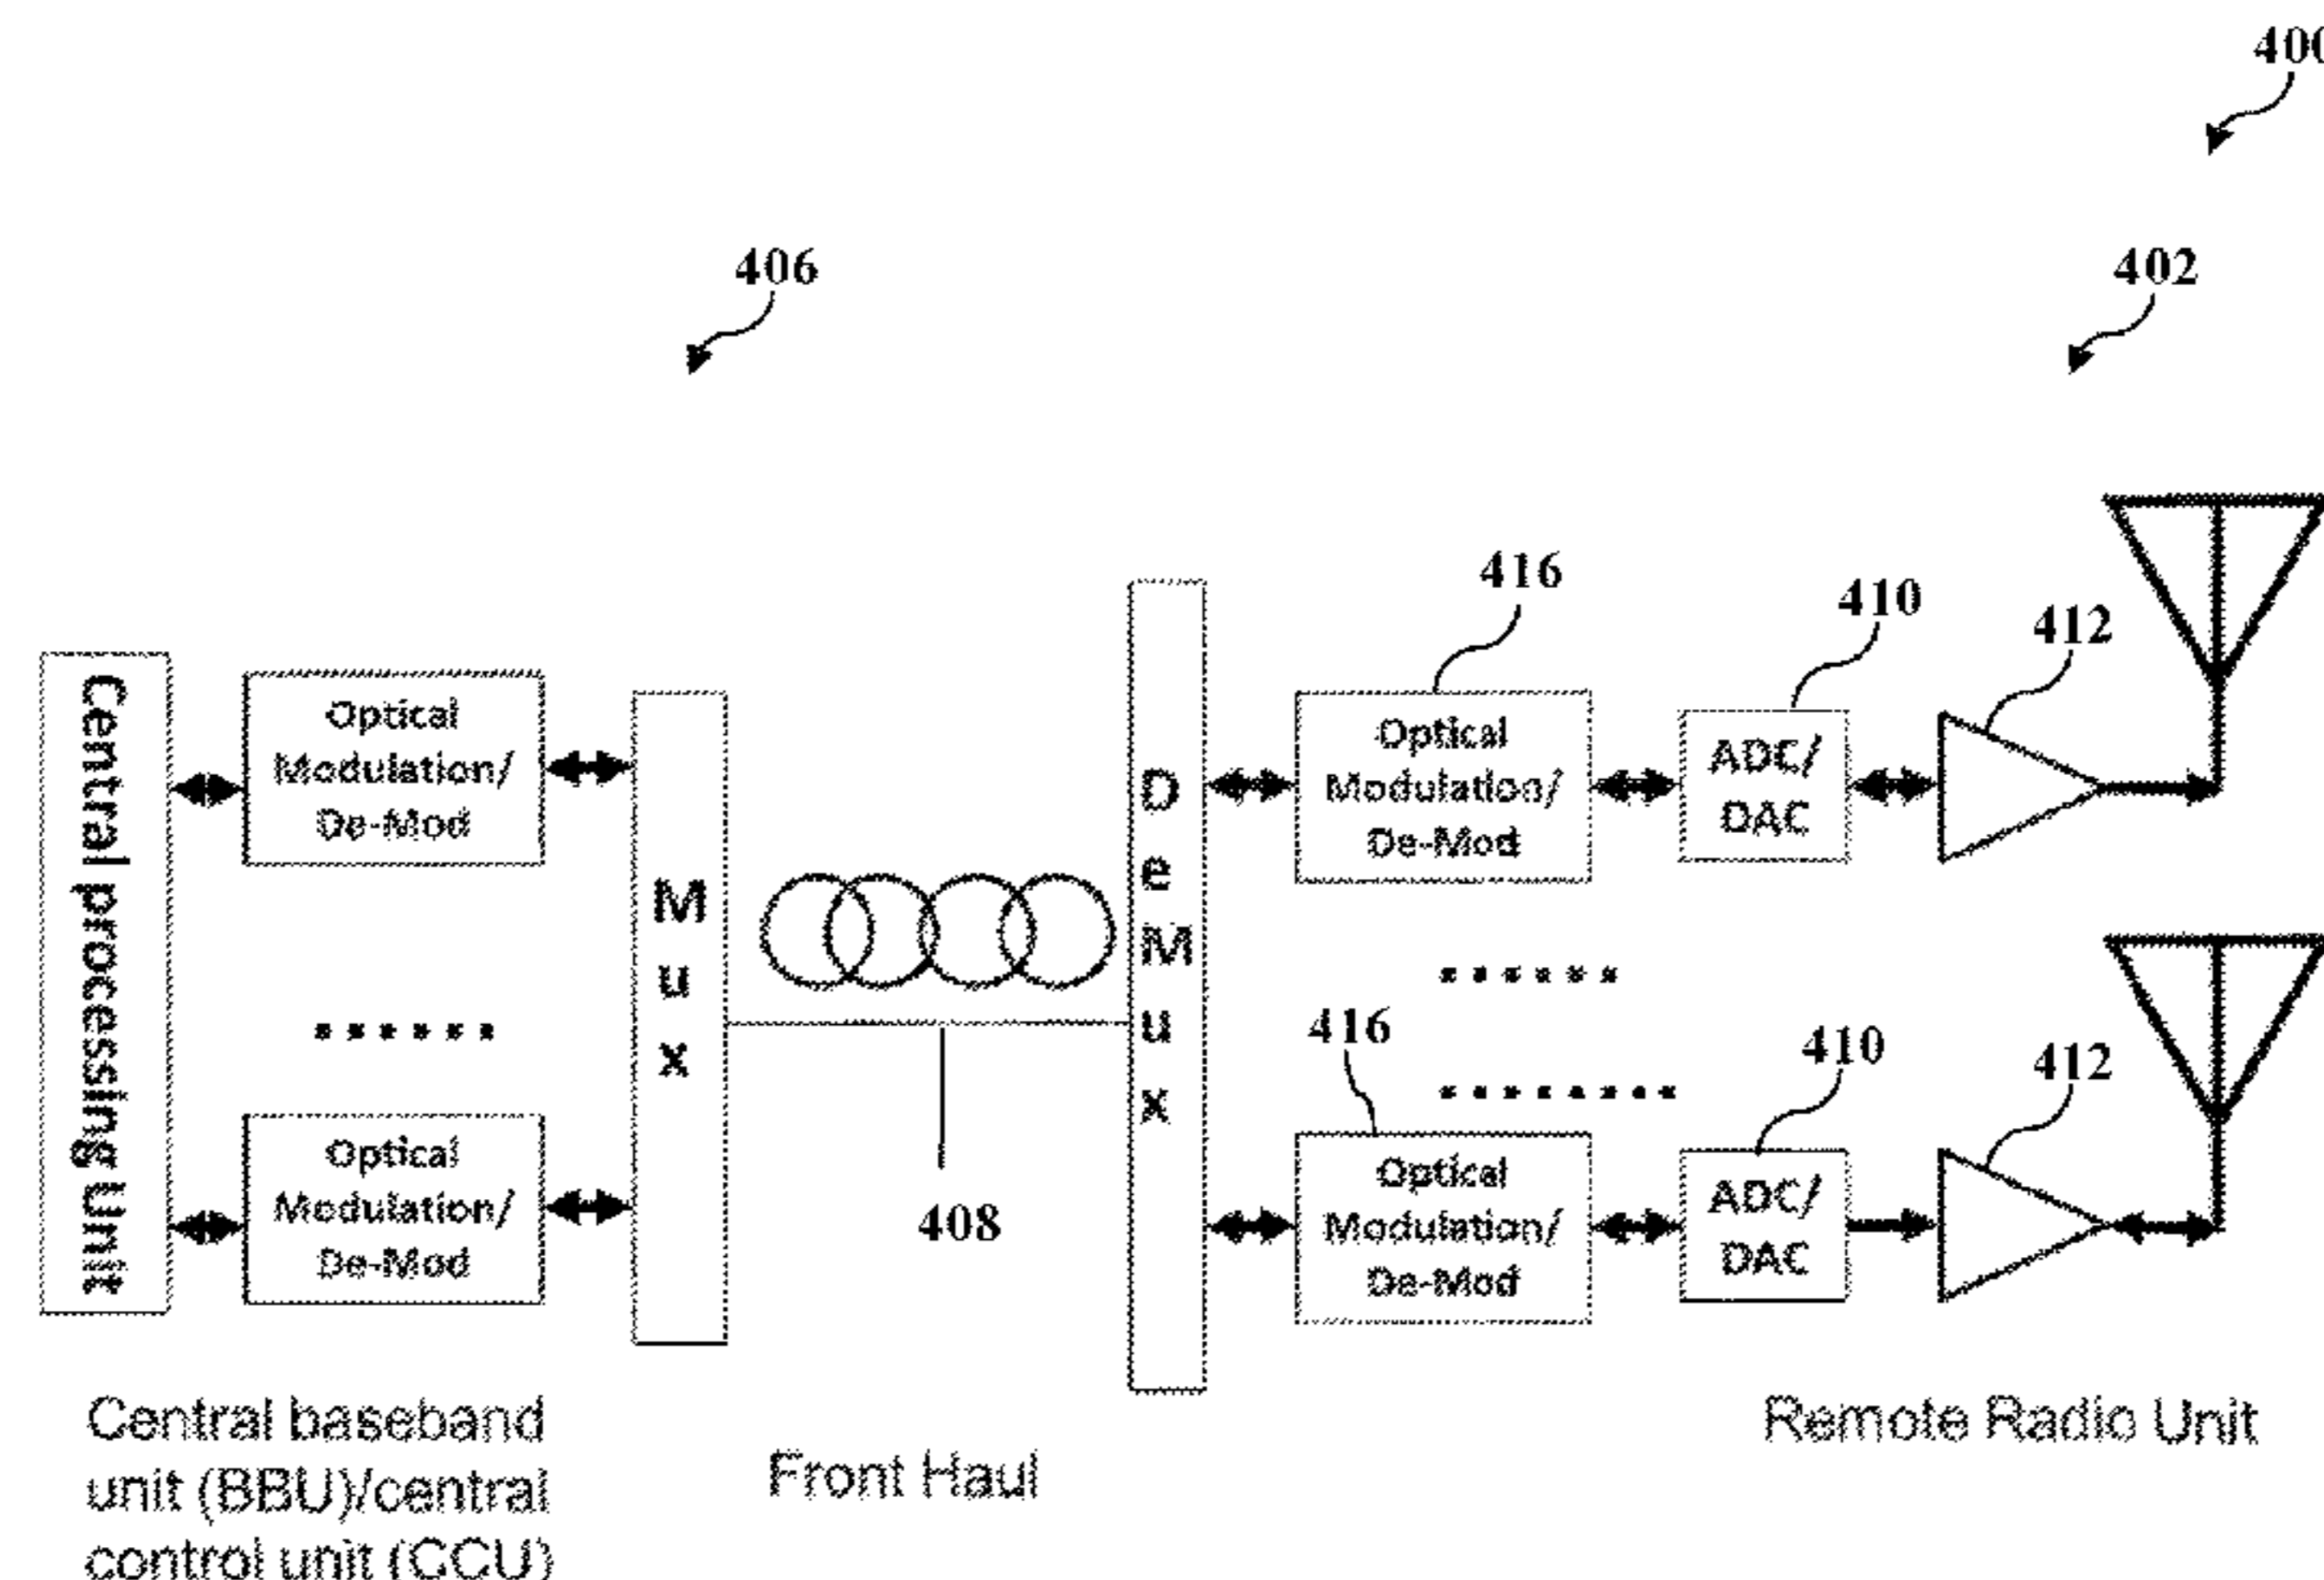 400
406
402
416
410
412
Central processing Unit
Optical
Modulation/
De-Mod
Mux
DeMux
Optical
Modulation/
De-Mod
ADC/
DAC
......
......
........
416
410
412
Optical
Modulation/
De-Mod
408
Optical
Modulation/
De-Mod
ADC/
DAC
Central baseband
unit (BBU)/central
control unit (CCU)
Front Haul
Remote Radio Unit